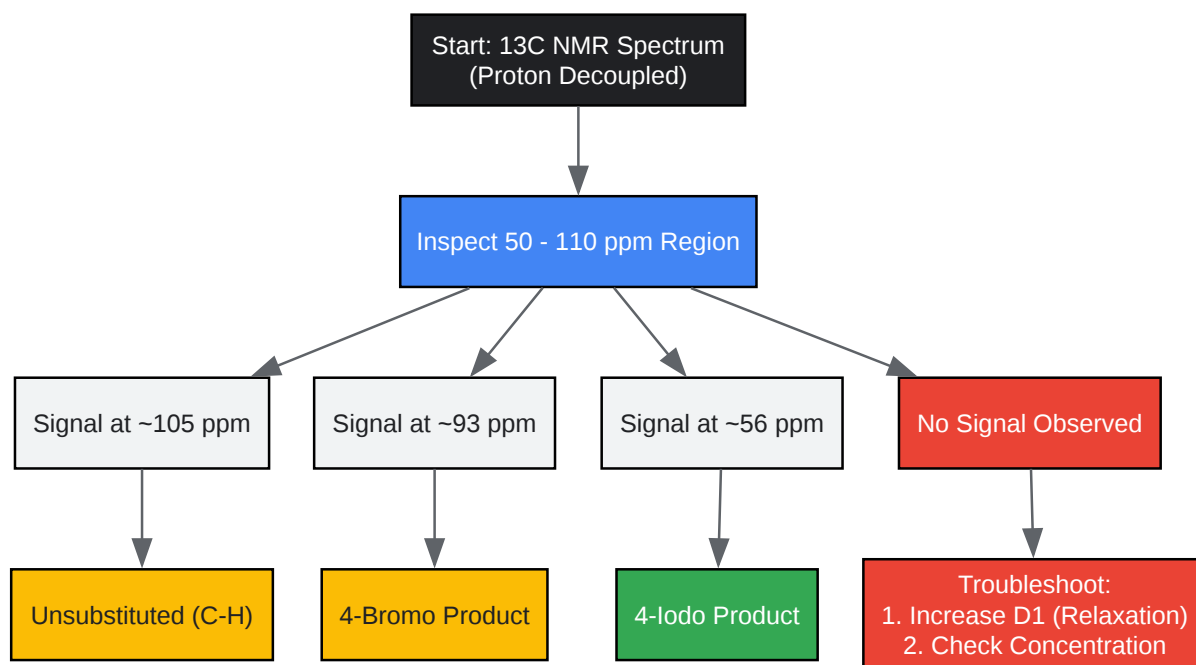 Start: 13C NMR Spectrum
(Proton Decoupled)
Inspect 50 - 110 ppm Region
Signal at ~105 ppm
Signal at ~93 ppm
Signal at ~56 ppm
No Signal Observed
Unsubstituted (C-H)
4-Bromo Product
4-Iodo Product
Troubleshoot:
1. Increase D1 (Relaxation)
2. Check Concentration